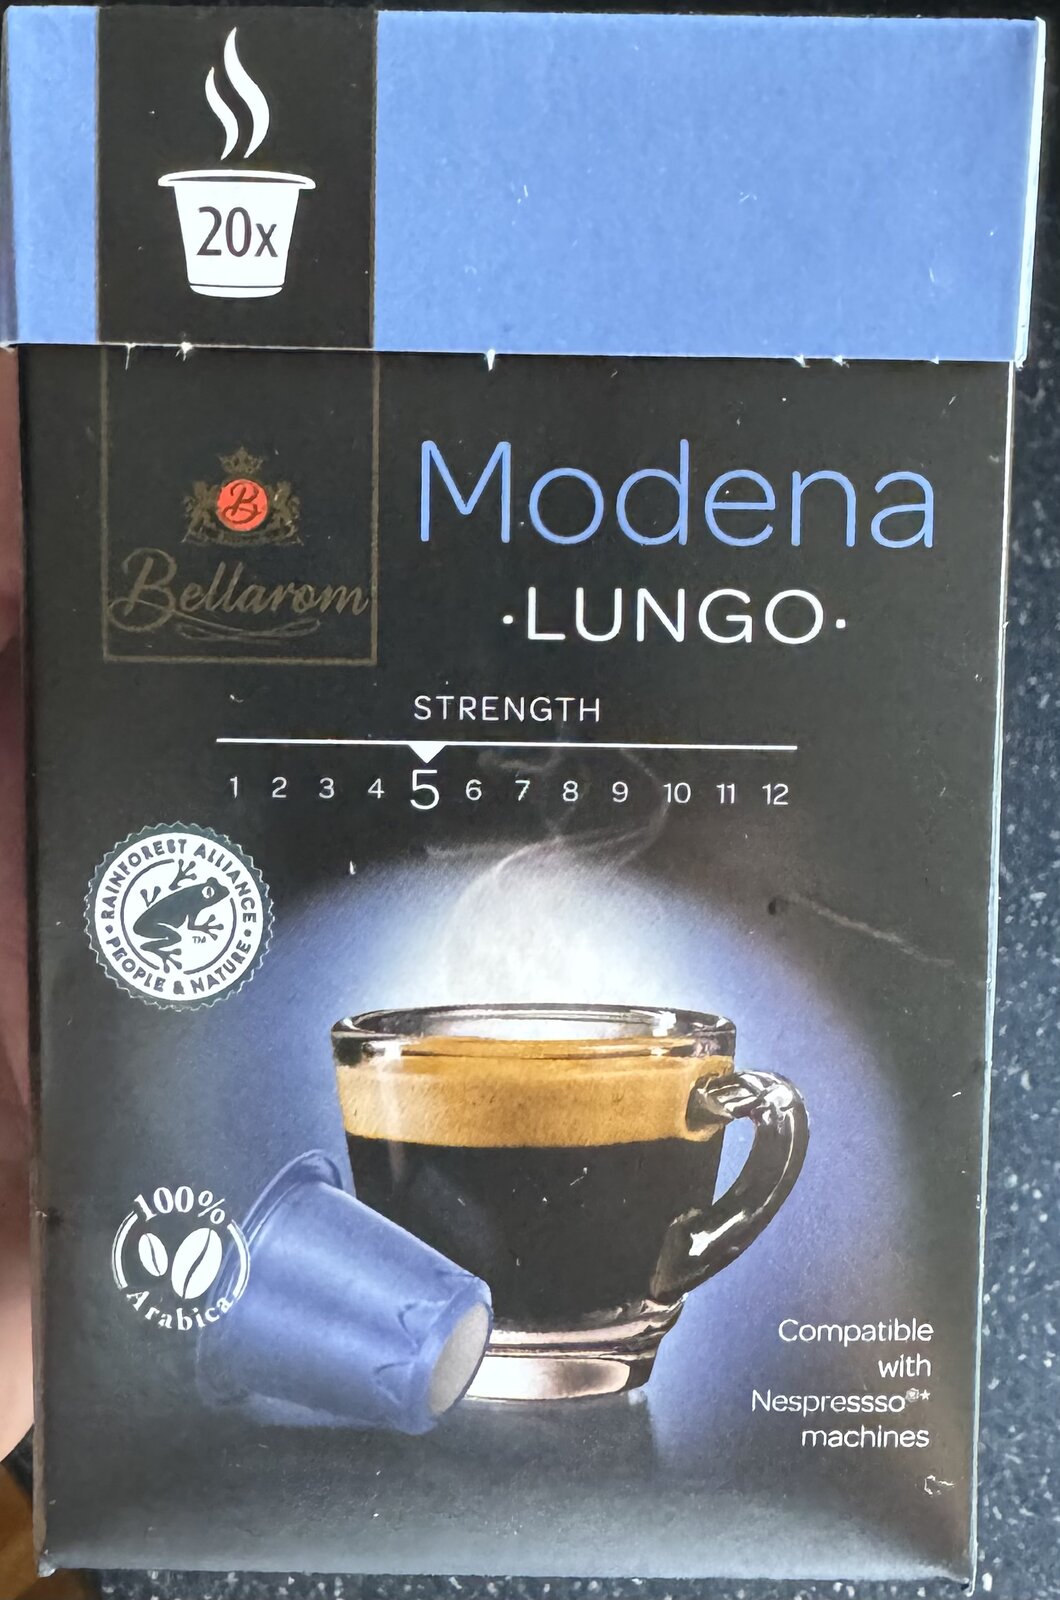 20x
B
Bellarom
Modena
·LUNGO·
STRENGTH
1 2 3 4 5 6 7 8 9 10 11 12
RAINFOREST ALLIANCE
• PEOPLE & NATURE •
TM
100%
Arabica
Compatible
with
Nespressso®*
machines